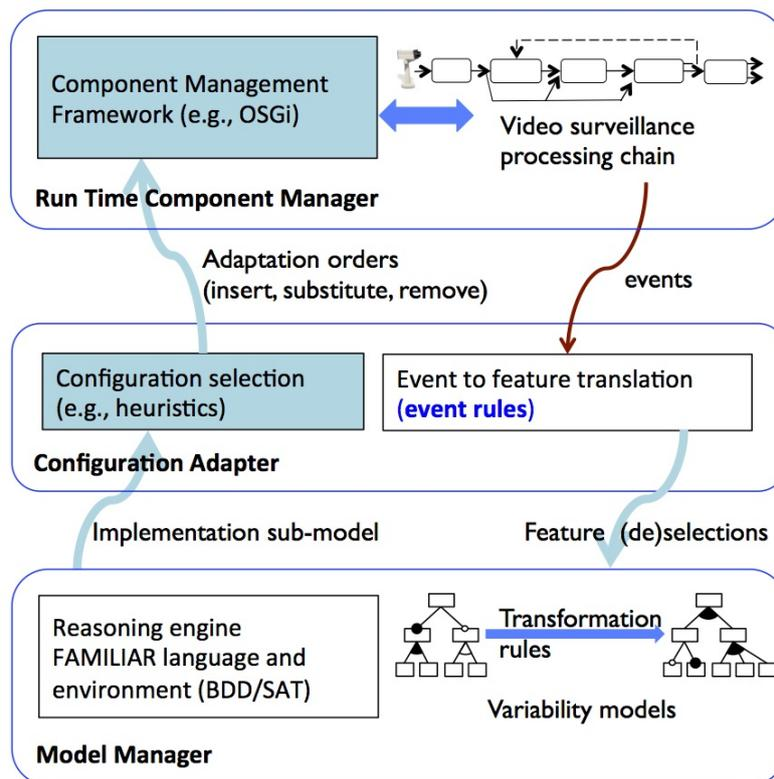 Component Management
Framework (e.g., OSGi)
Video surveillance
processing chain
Run Time Component Manager
Adaptation orders
(insert, substitute, remove)
events
Configuration selection
(e.g., heuristics)
Event to feature translation
(event rules)
Configuration Adapter
Implementation sub-model
Feature (de)selections
Reasoning engine
FAMILIAR language and
environment (BDD/SAT)
Transformation
rules
Variability models
Model Manager